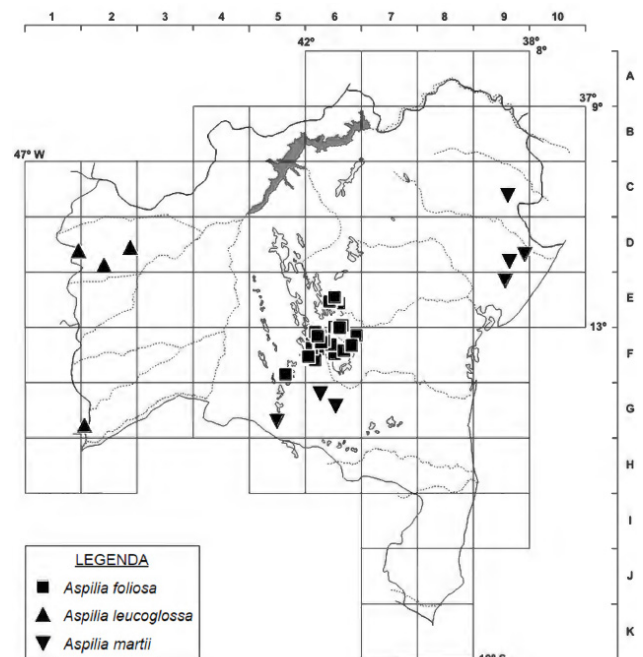 1 2 3 4 5 6 7 8 9 10
42° 38°
8°
A
37°
9°
B
47° W
C
D
E
13°
F
G
H
I
J
K
LEGENDA
Aspilia foliosa
Aspilia leucoglossa
Aspilia martii